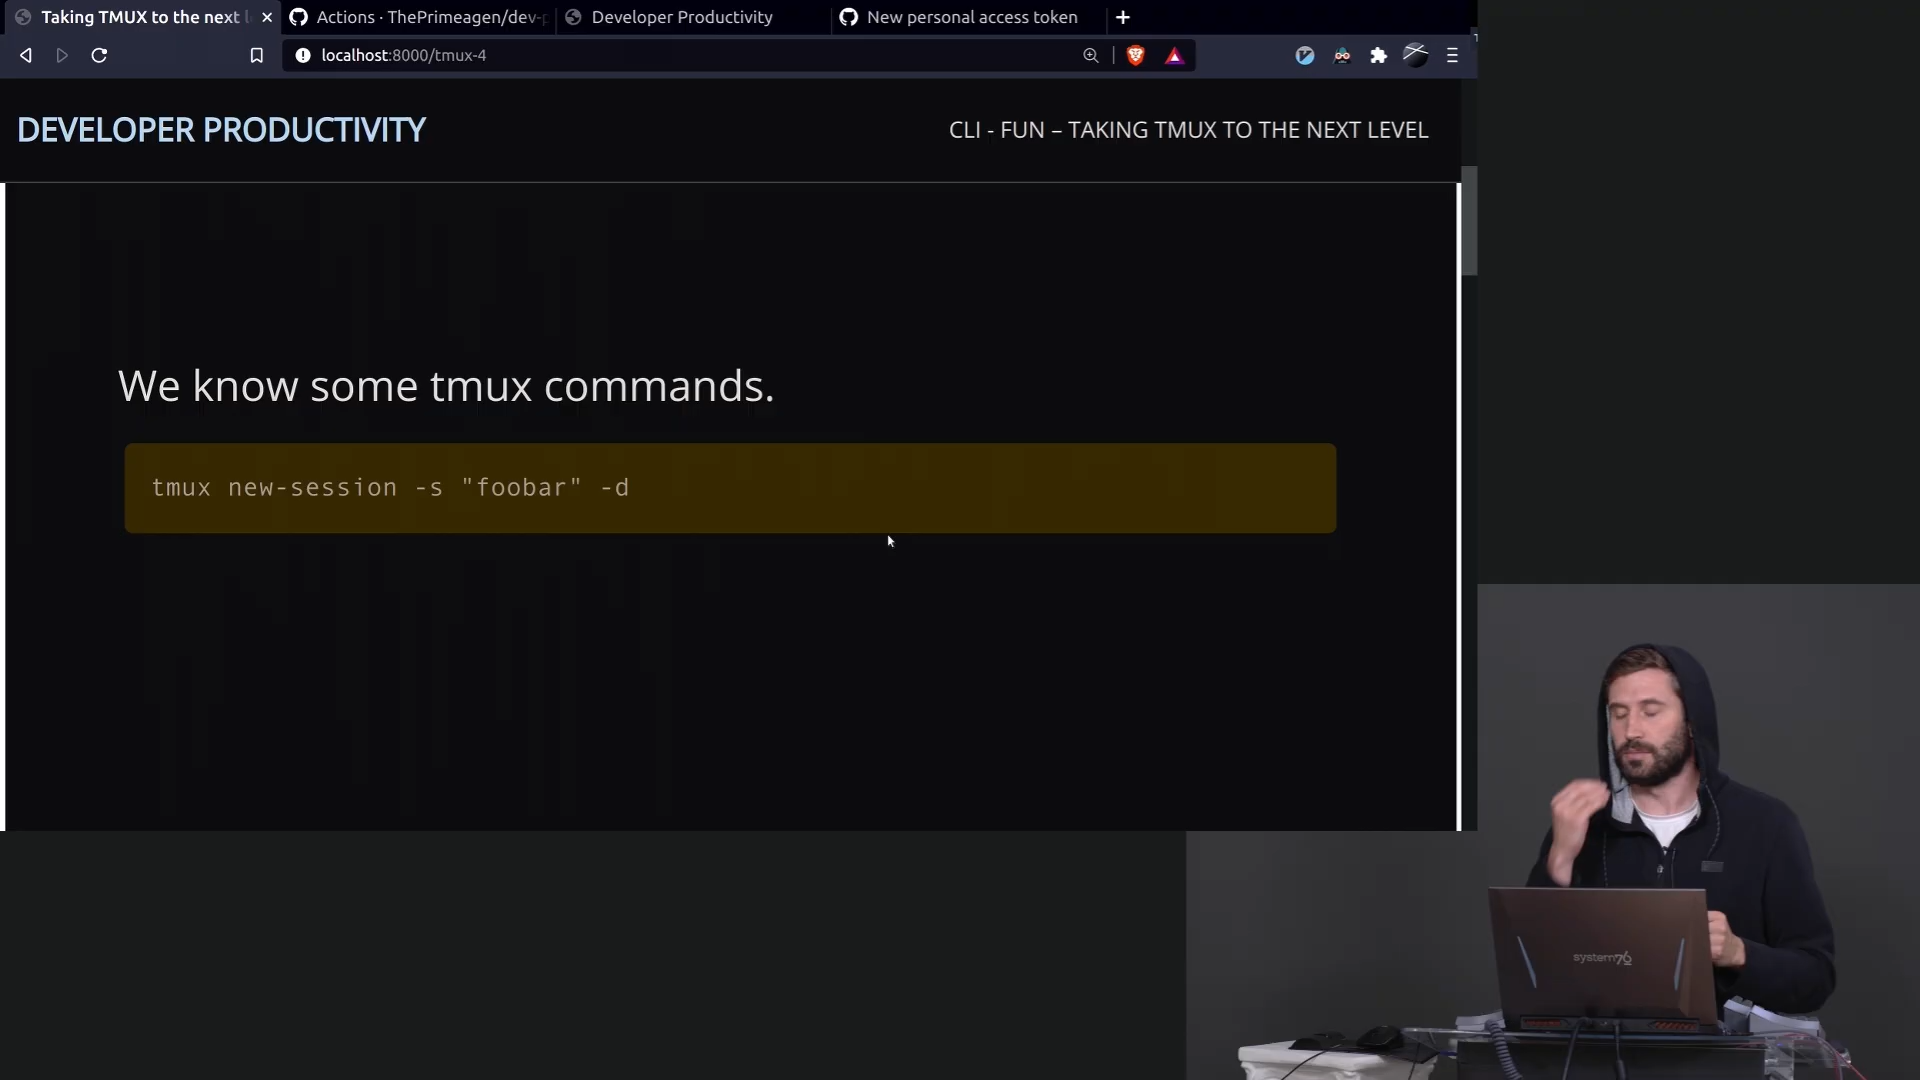 Taking TMUX to the next l
Actions · ThePrimeagen/dev-p
Developer Productivity
New personal access token
localhost:8000/tmux-4
DEVELOPER PRODUCTIVITY
CLI - FUN – TAKING TMUX TO THE NEXT LEVEL
We know some tmux commands.
tmux new-session -s "foobar" -d
system76